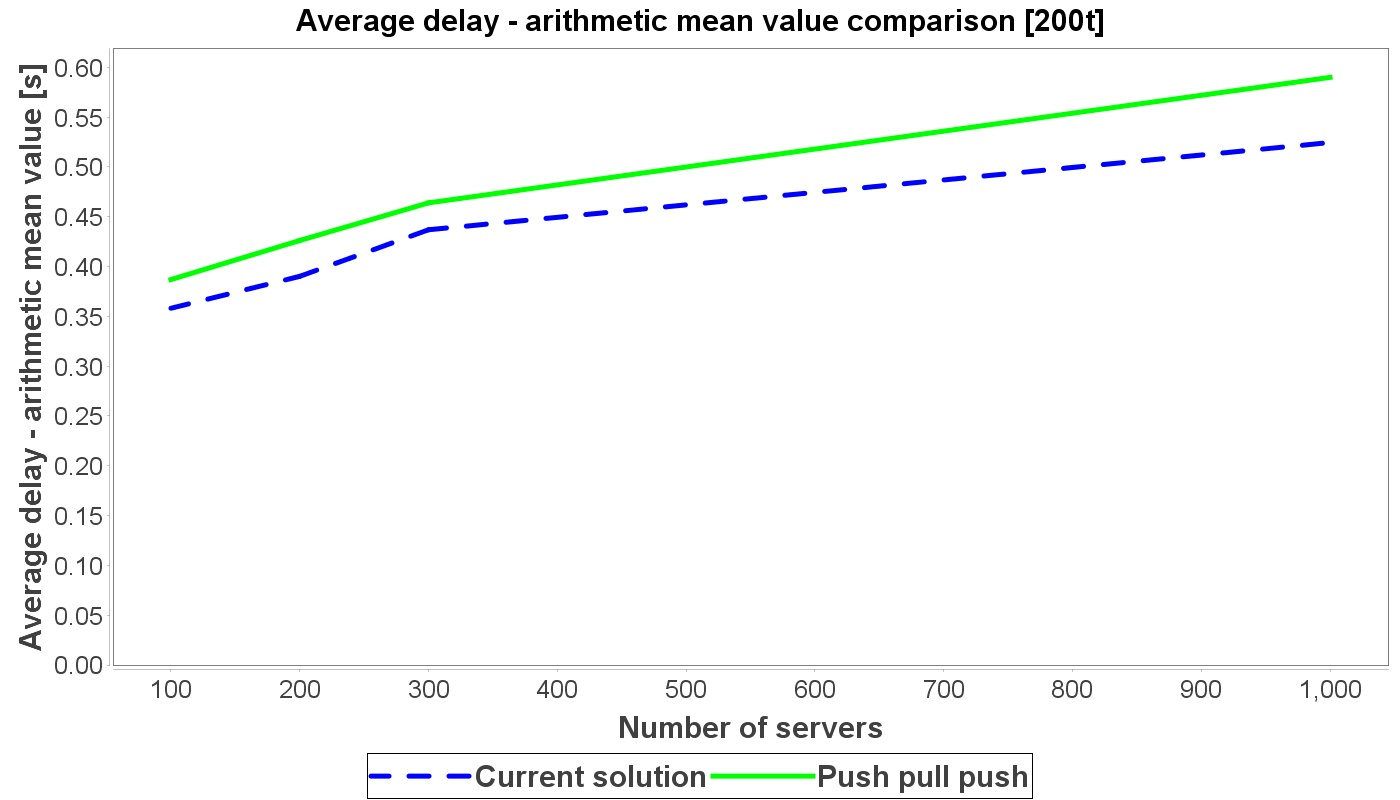 Average delay - arithmetic mean value comparison [200t]
Average delay - arithmetic mean value [s]
0.60
0.55
0.50
0.45
0.40
0.35
0.30
0.25
0.20
0.15
0.10
0.05
0.00
100 200 300 400 500 600 700 800 900 1,000
Number of servers
Current solution Push pull push